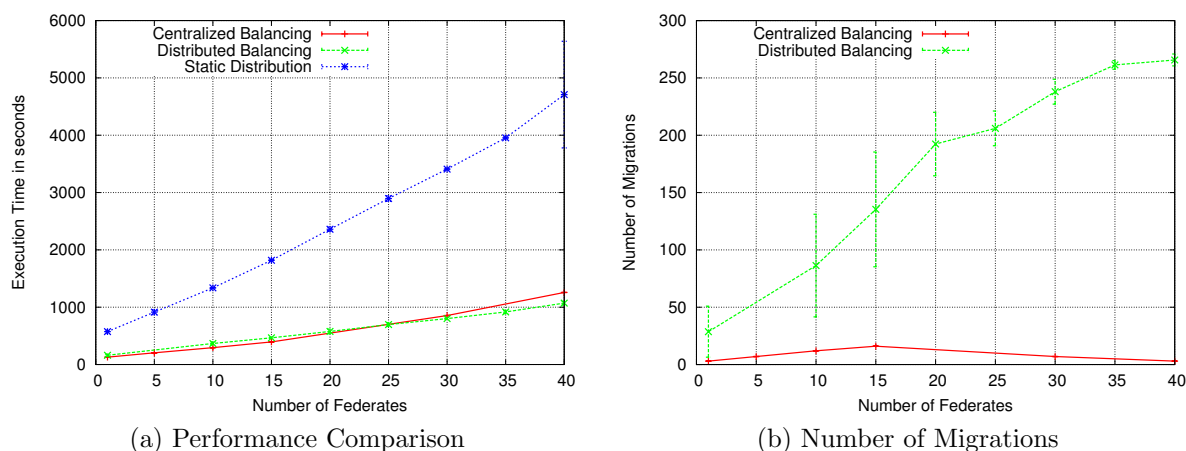 6000
5000
4000
3000
2000
1000
0
Execution Time in seconds
Centralized Balancing
Distributed Balancing
Static Distribution
0 5 10 15 20 25 30 35 40
Number of Federates
(a) Performance Comparison
300
250
200
150
100
50
0
Number of Migrations
Centralized Balancing
Distributed Balancing
0 5 10 15 20 25 30 35 40
Number of Federates
(b) Number of Migrations